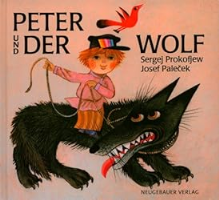 PETER
UND
DER WOLF
Sergej Prokofjew
Josef Paleček
NEUGEBAUER VERLAG